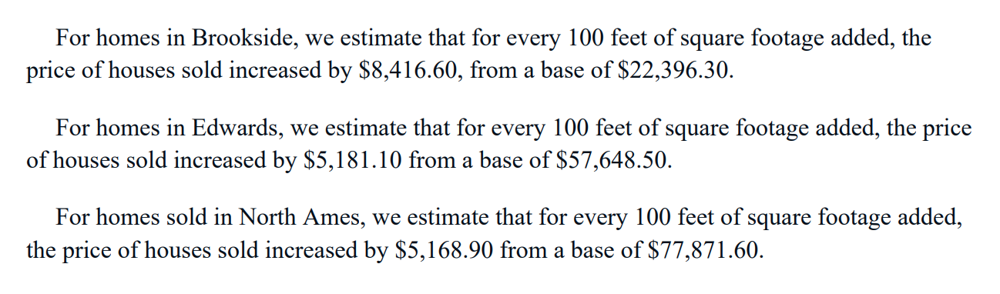 For homes in Brookside, we estimate that for every 100 feet of square footage added, the
price of houses sold increased by $8,416.60, from a base of $22,396.30.
For homes in Edwards, we estimate that for every 100 feet of square footage added, the price
of houses sold increased by $5,181.10 from a base of $57,648.50.
For homes sold in North Ames, we estimate that for every 100 feet of square footage added,
the price of houses sold increased by $5,168.90 from a base of $77,871.60.